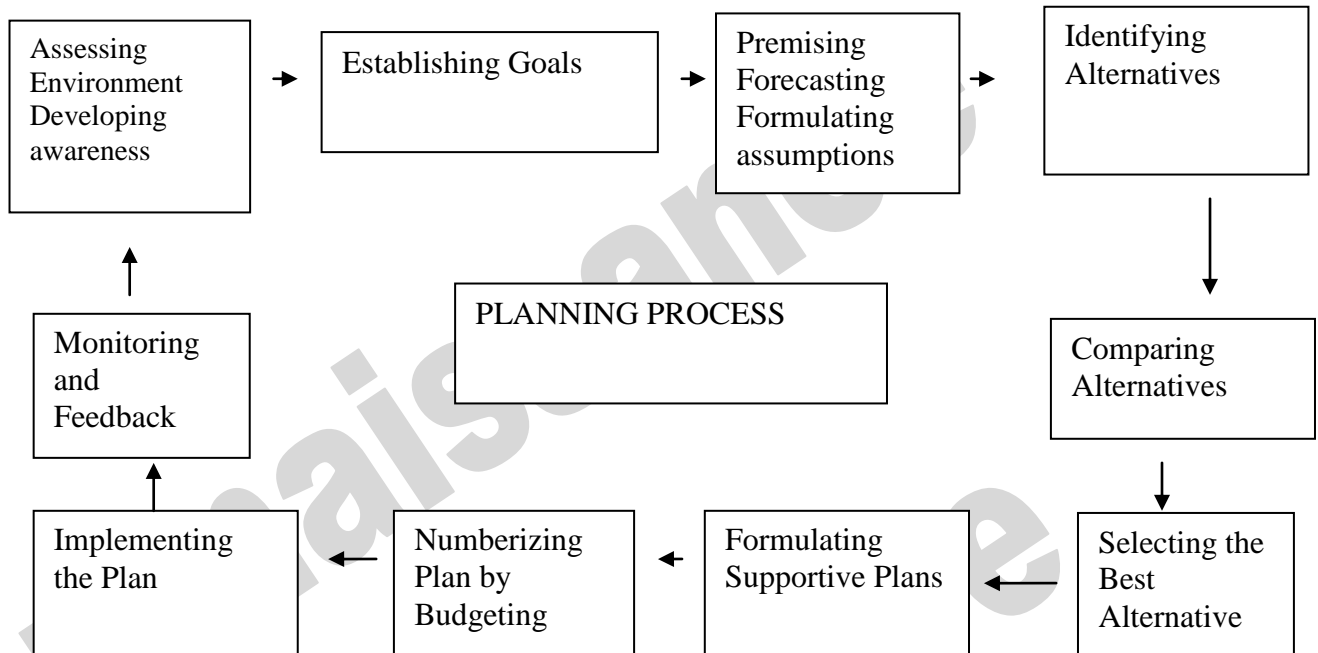 Assessing
Environment
Developing
awareness
Establishing Goals
Premising
Forecasting
Formulating
assumptions
Identifying
Alternatives
PLANNING PROCESS
Comparing
Alternatives
Selecting the
Best
Alternative
Formulating
Supportive Plans
Numberizing
Plan by
Budgeting
Implementing
the Plan
Monitoring
and
Feedback